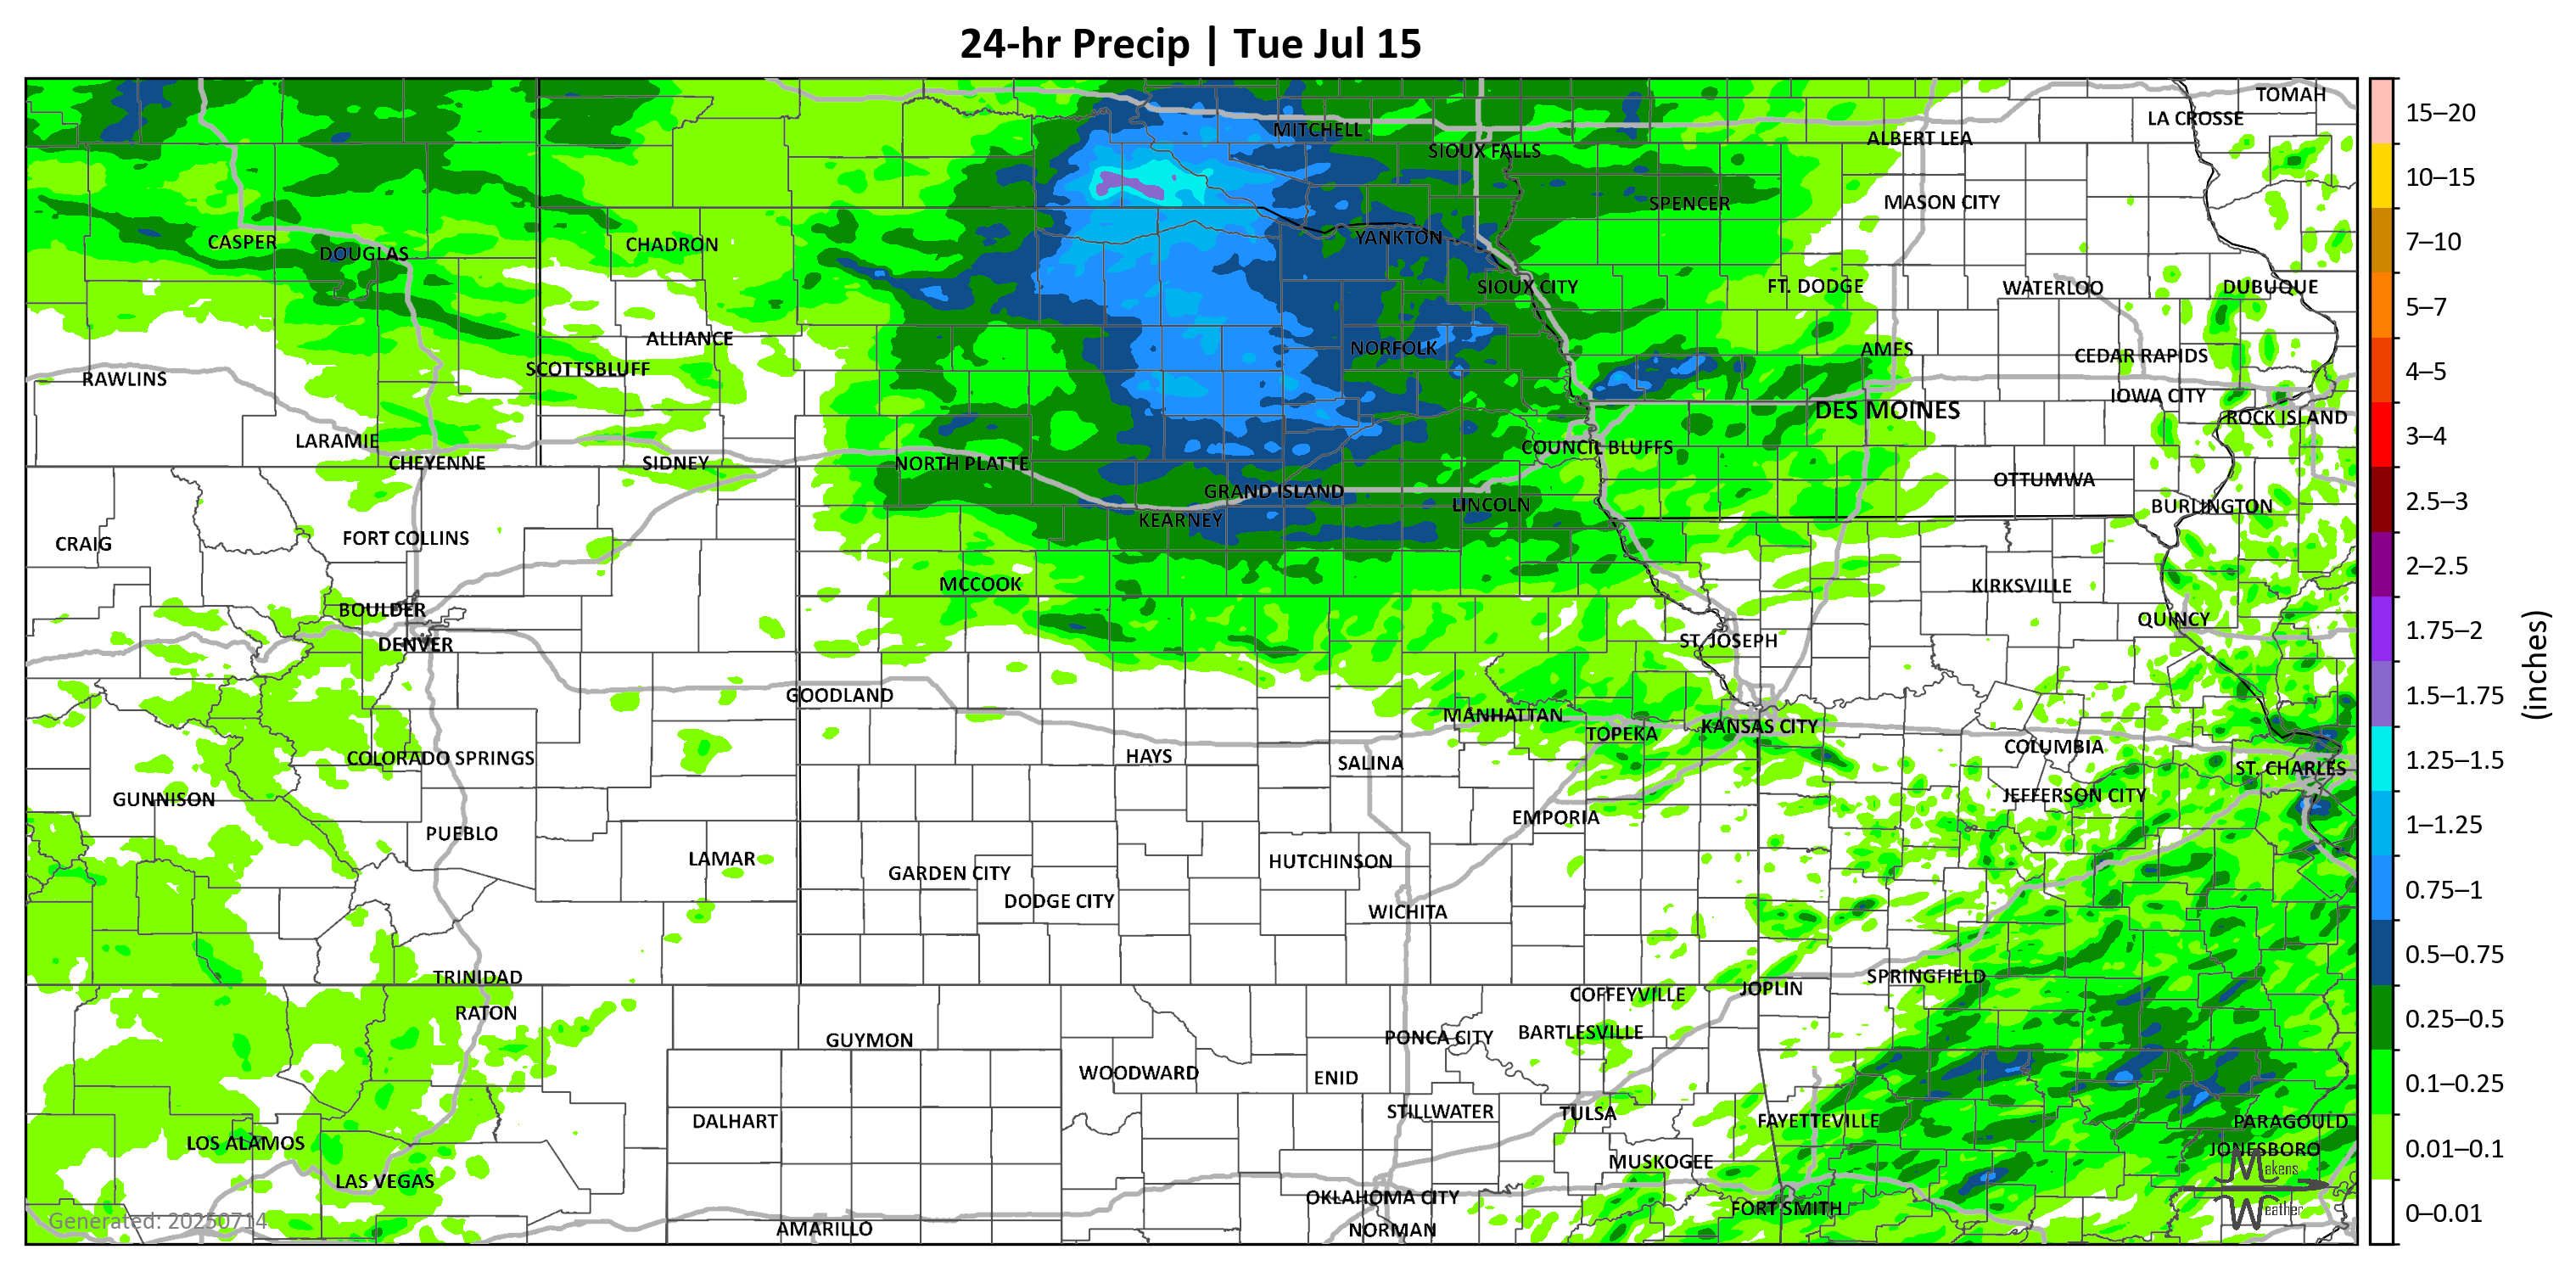 24-hr Precip | Tue Jul 15
TOMAH
LA CROSSE
MITCHELL
ALBERT LEA
SIOUX FALLS
SPENCER
MASON CITY
CASPER
DOUGLAS
CHADRON
YANKTON
SIOUX CITY
FT. DODGE
WATERLOO
DUBUQUE
ALLIANCE
NORFOLK
AMES
CEDAR RAPIDS
SCOTTSBLUFF
RAWLINS
IOWA CITY
DES MOINES
ROCK ISLAND
LARAMIE
COUNCIL BLUFFS
CHEYENNE
SIDNEY
NORTH PLATTE
OTTUMWA
GRAND ISLAND
LINCOLN
BURLINGTON
KEARNEY
FORT COLLINS
CRAIG
MCCOOK
KIRKSVILLE
BOULDER
QUINCY
DENVER
ST. JOSEPH
GOODLAND
MANHATTAN
TOPEKA
KANSAS CITY
COLUMBIA
COLORADO SPRINGS
HAYS
SALINA
ST. CHARLES
GUNNISON
JEFFERSON CITY
EMPORIA
PUEBLO
LAMAR
HUTCHINSON
GARDEN CITY
DODGE CITY
WICHITA
TRINIDAD
SPRINGFIELD
JOPLIN
COFFEYVILLE
RATON
GUYMON
PONCA CITY
BARTLESVILLE
WOODWARD
ENID
STILLWATER
TULSA
DALHART
FAYETTEVILLE
PARAGOULD
LOS ALAMOS
JONESBORO
MUSKOGEE
LAS VEGAS
OKLAHOMA CITY
FORT SMITH
AMARILLO
NORMAN
Generated: 20250714
Makens
Weather
15–20
10–15
7–10
5–7
4–5
3–4
2.5–3
2–2.5
1.75–2
1.5–1.75
1.25–1.5
1–1.25
0.75–1
0.5–0.75
0.25–0.5
0.1–0.25
0.01–0.1
0–0.01
(inches)